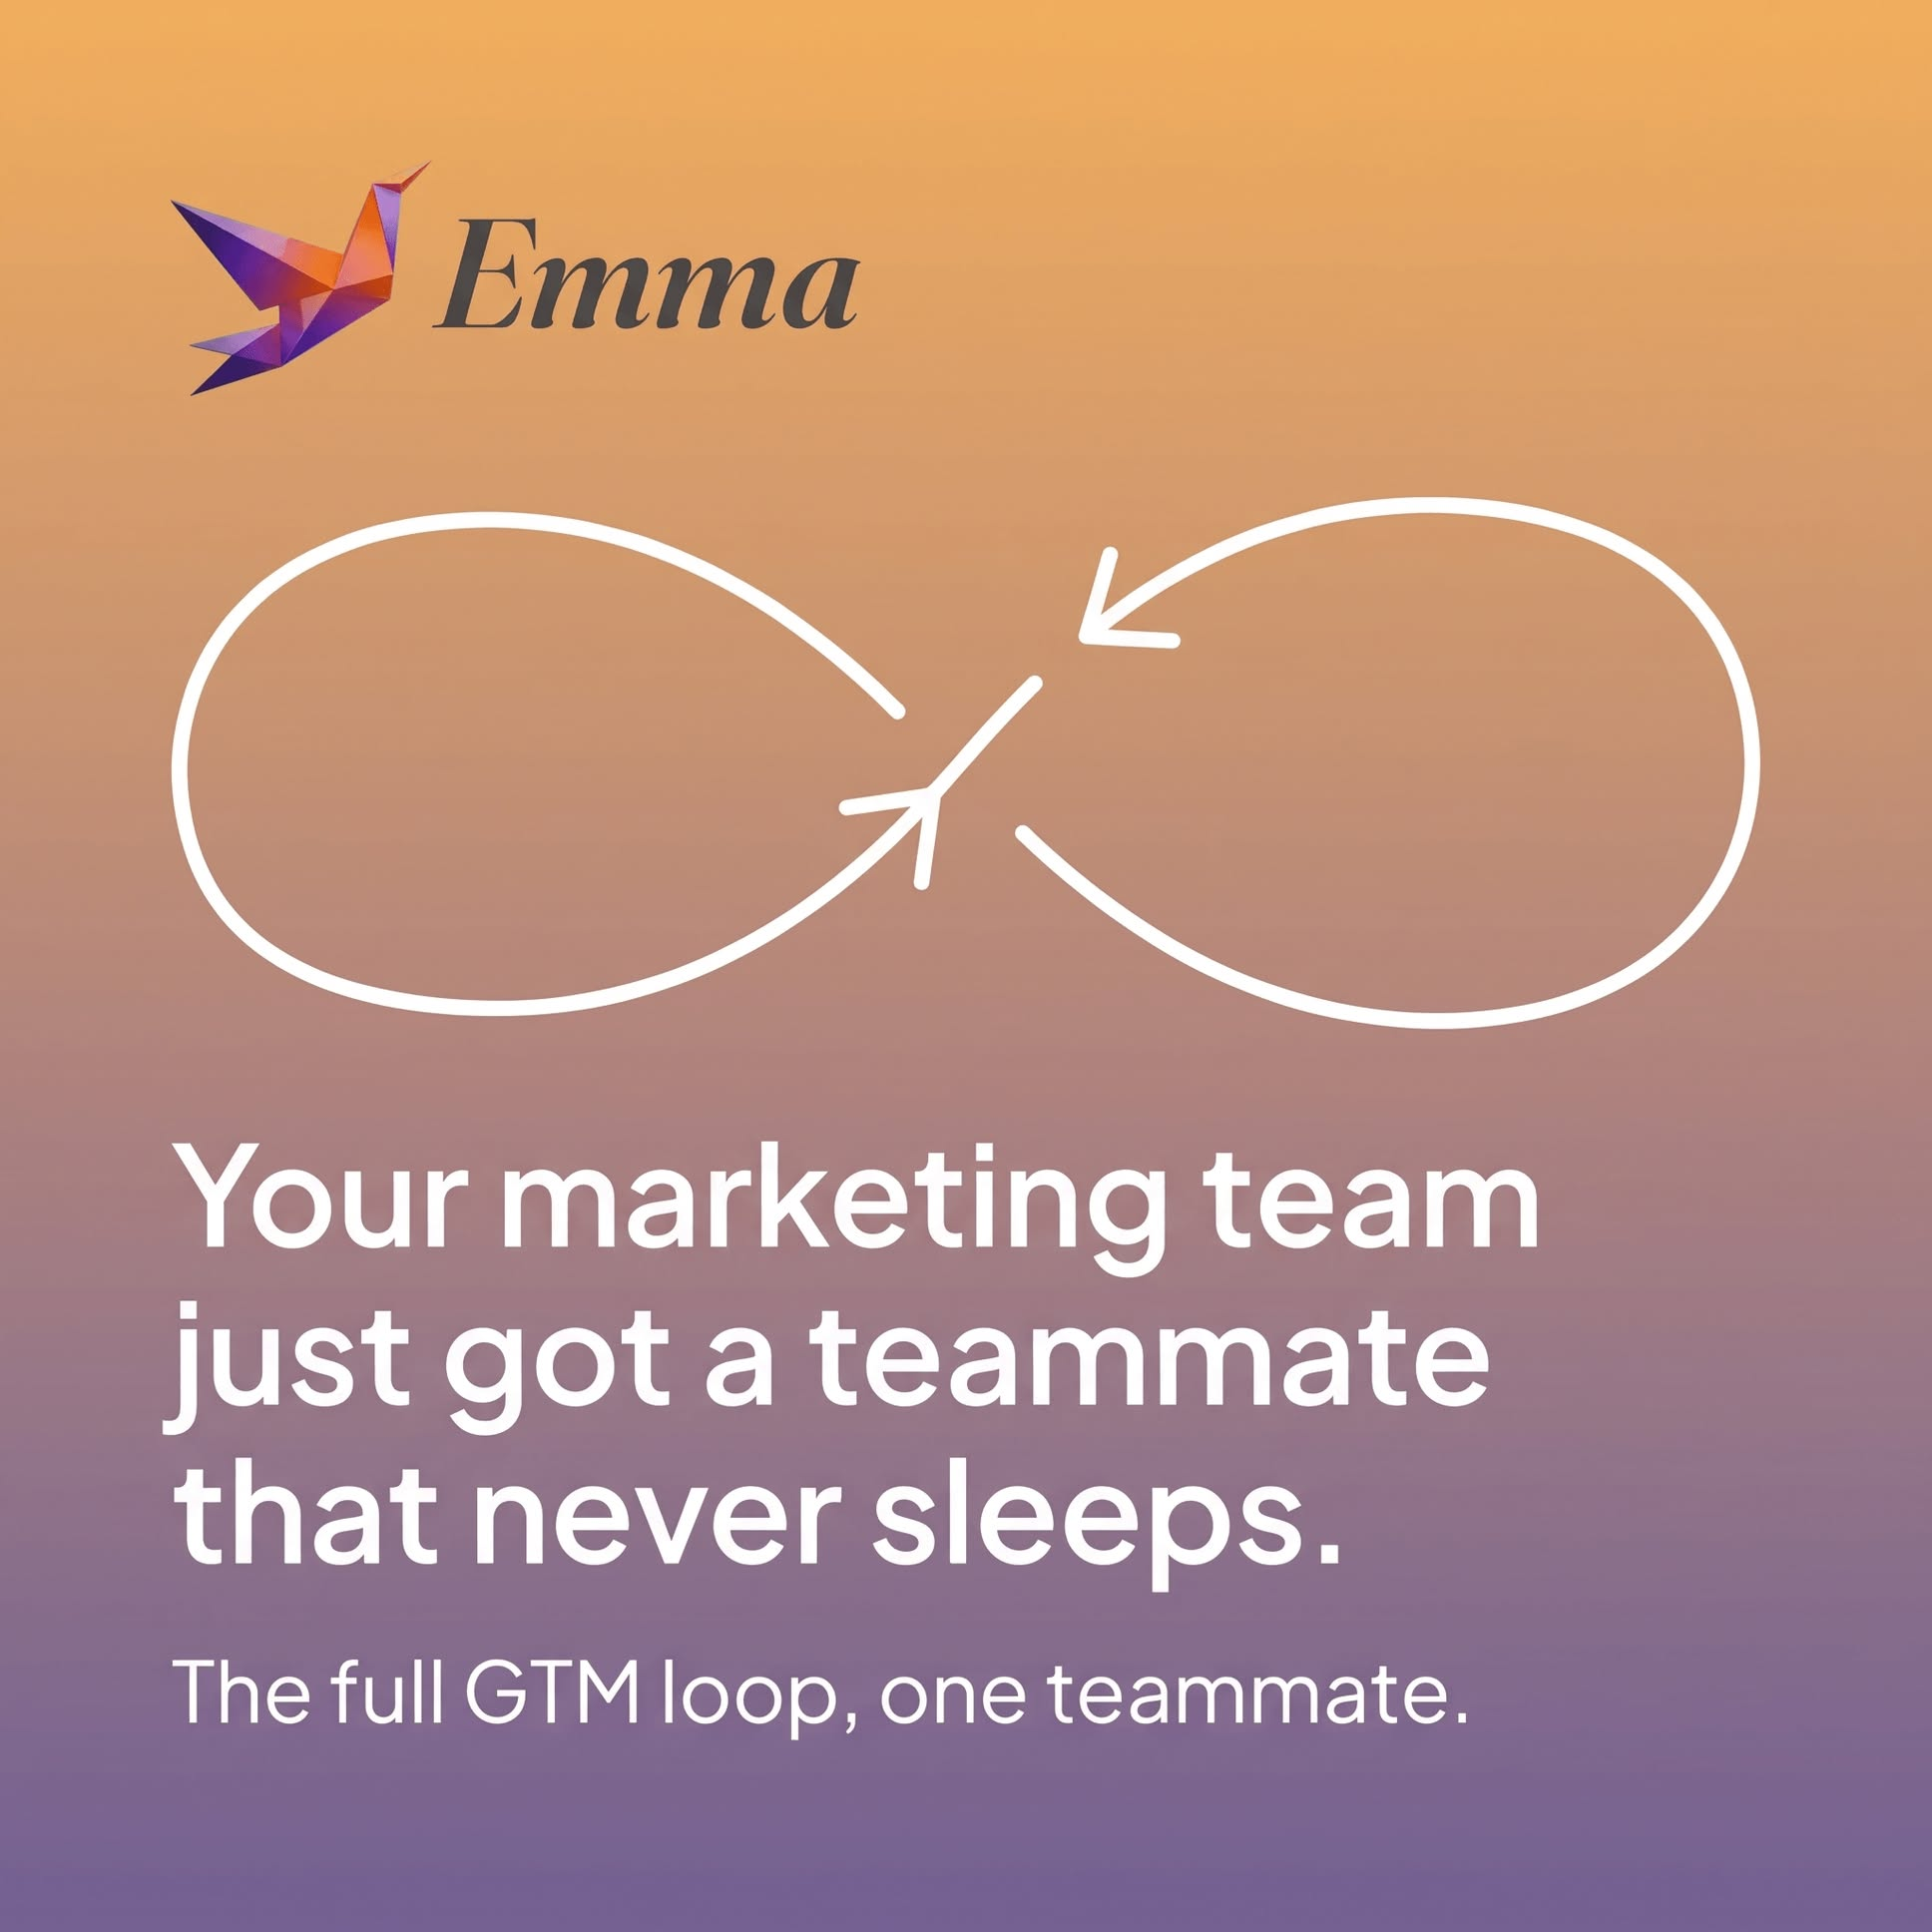 Emma
Your marketing team
just got a teammate
that never sleeps.
The full GTM loop, one teammate.